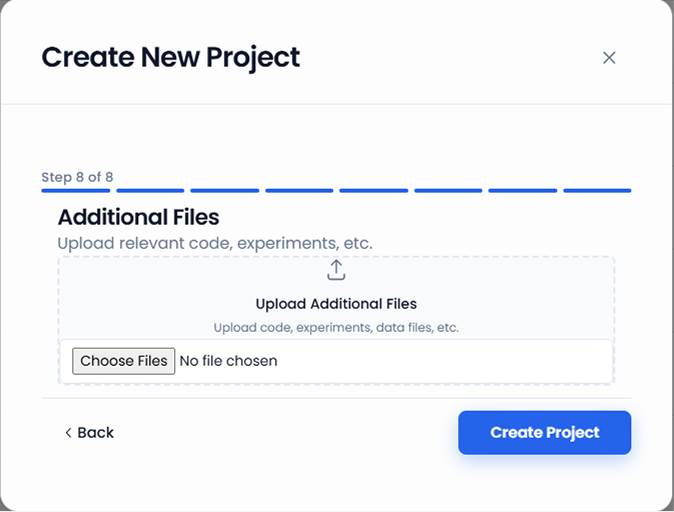 Create New Project
Step 8 of 8
Additional Files
Upload relevant code, experiments, etc.
Upload Additional Files
Upload code, experiments, data files, etc.
Choose Files No file chosen
Back
Create Project